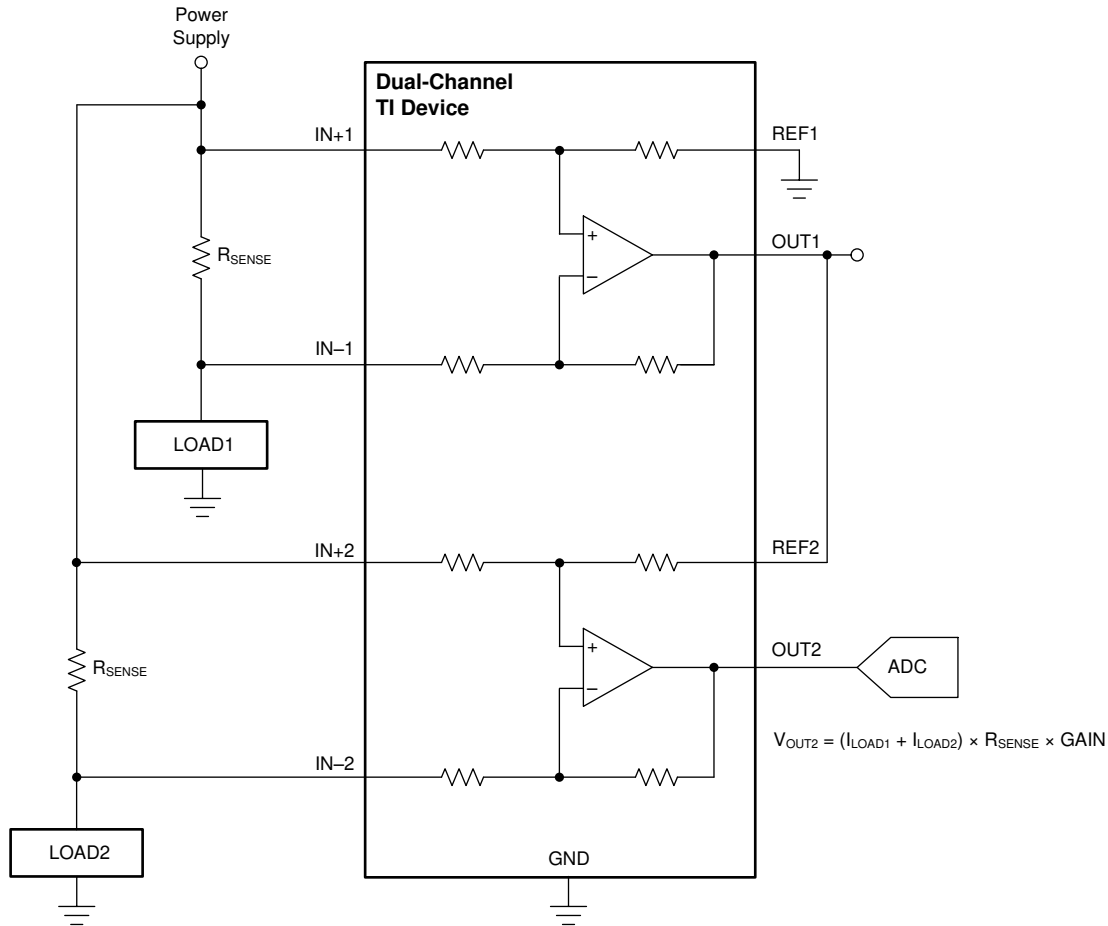 Power
Supply
Dual-Channel
TI Device
IN+1
REF1
+
RSENSE
OUT1
–
IN–1
LOAD1
IN+2
REF2
+
RSENSE
OUT2
ADC
–
VOUT2 = (ILOAD1 + ILOAD2) × RSENSE × GAIN
IN–2
LOAD2
GND